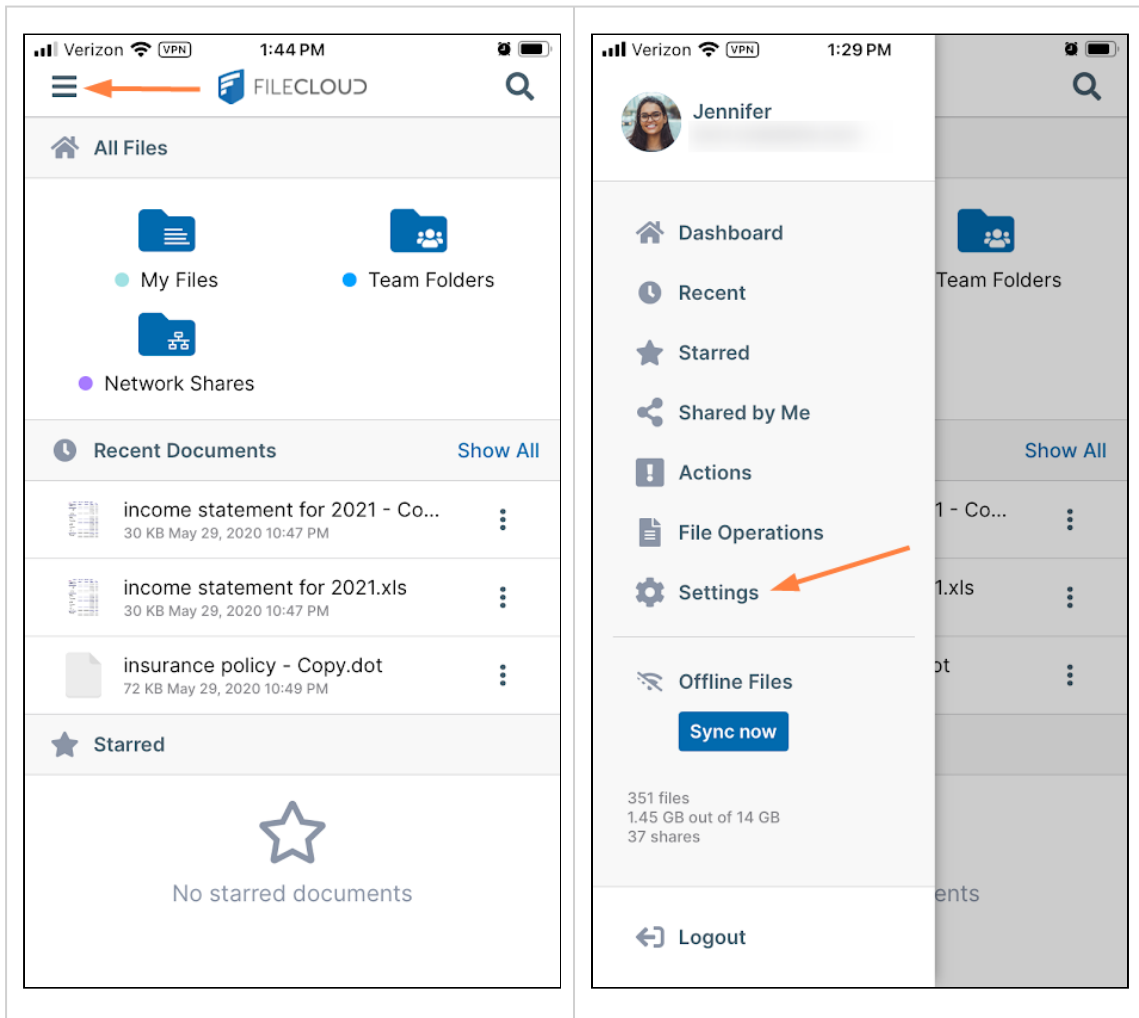 Verizon VPN 1:44 PM
FILECLOUD
All Files
My Files
Team Folders
Network Shares
Recent Documents Show All
income statement for 2021 - Co...
30 KB May 29, 2020 10:47 PM
income statement for 2021.xls
30 KB May 29, 2020 10:47 PM
insurance policy - Copy.dot
72 KB May 29, 2020 10:49 PM
Starred
No starred documents
Verizon VPN 1:29 PM
Jennifer
Dashboard
Recent
Starred
Shared by Me
Actions
File Operations
Settings
Offline Files
Sync now
351 files
1.45 GB out of 14 GB
37 shares
Logout
Team Folders
Show All
1 - Co...
1.xls
ot
ents